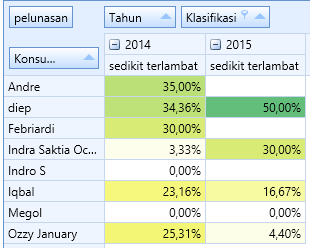 pelunasan Tahun Klasifikasi
2014 2015
Konsu... sedikit terlambat sedikit terlambat
Andre 35,00%
diep 34,36% 50,00%
Febriardi 30,00%
Indra Saktia Oc... 3,33% 30,00%
Indro S 0,00%
Iqbal 23,16% 16,67%
Megol 0,00% 0,00%
Ozzy January 25,31% 4,40%